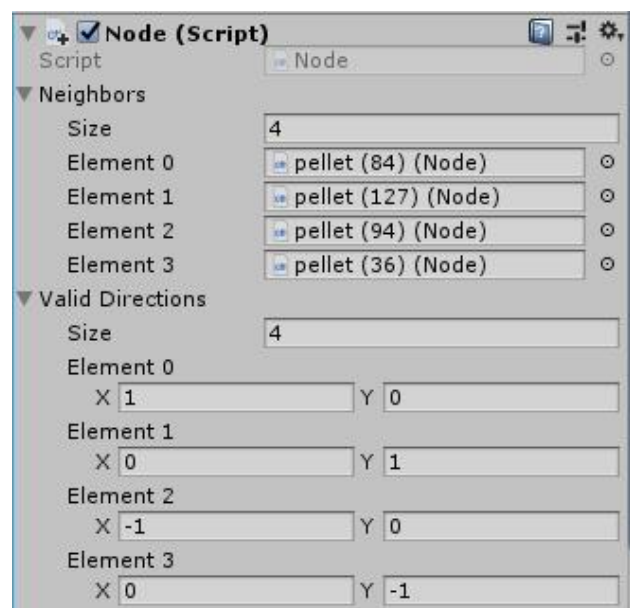 Node (Script)
Script Node
Neighbors
Size 4
Element 0 pellet (84) (Node)
Element 1 pellet (127) (Node)
Element 2 pellet (94) (Node)
Element 3 pellet (36) (Node)
Valid Directions
Size 4
Element 0
X 1 Y 0
Element 1
X 0 Y 1
Element 2
X -1 Y 0
Element 3
X 0 Y -1